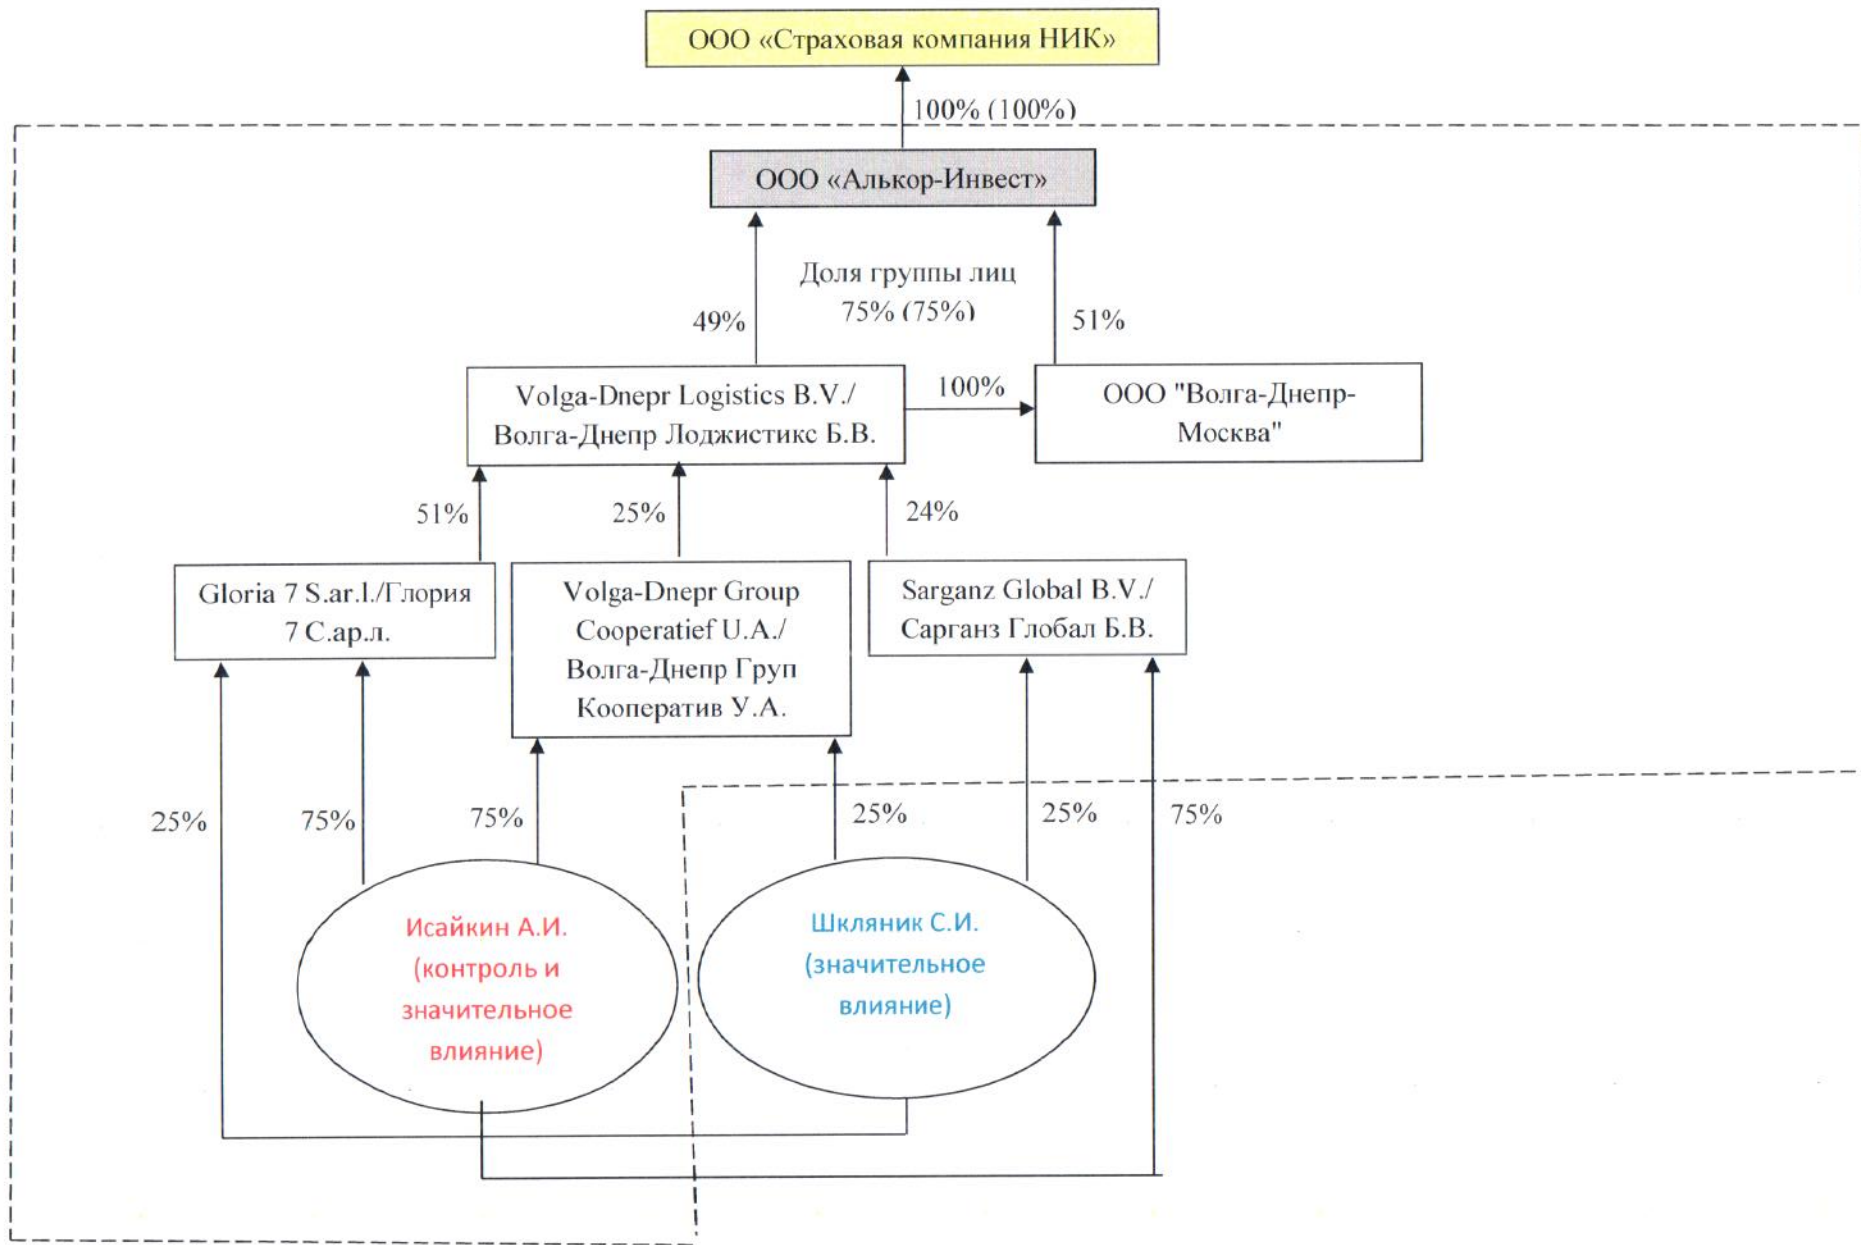 ООО «Страховая компания НИК»
100% (100%)
ООО «Алькор-Инвест»
Доля группы лиц
75% (75%)
49%
51%
Volga-Dnepr Logistics B.V./
Волга-Днепр Лоджистикс Б.В.
100%
ООО "Волга-Днепр-
Москва"
51%
25%
24%
Gloria 7 S.ar.l./Глория
7 С.ар.л.
Volga-Dnepr Group
Cooperatief U.A./
Волга-Днепр Груп
Кооператив У.А.
Sarganz Global B.V./
Сарганз Глобал Б.В.
25%
75%
75%
25%
25%
75%
Исайкин А.И.
(контроль и
значительное
влияние)
Шкляник С.И.
(значительное
влияние)